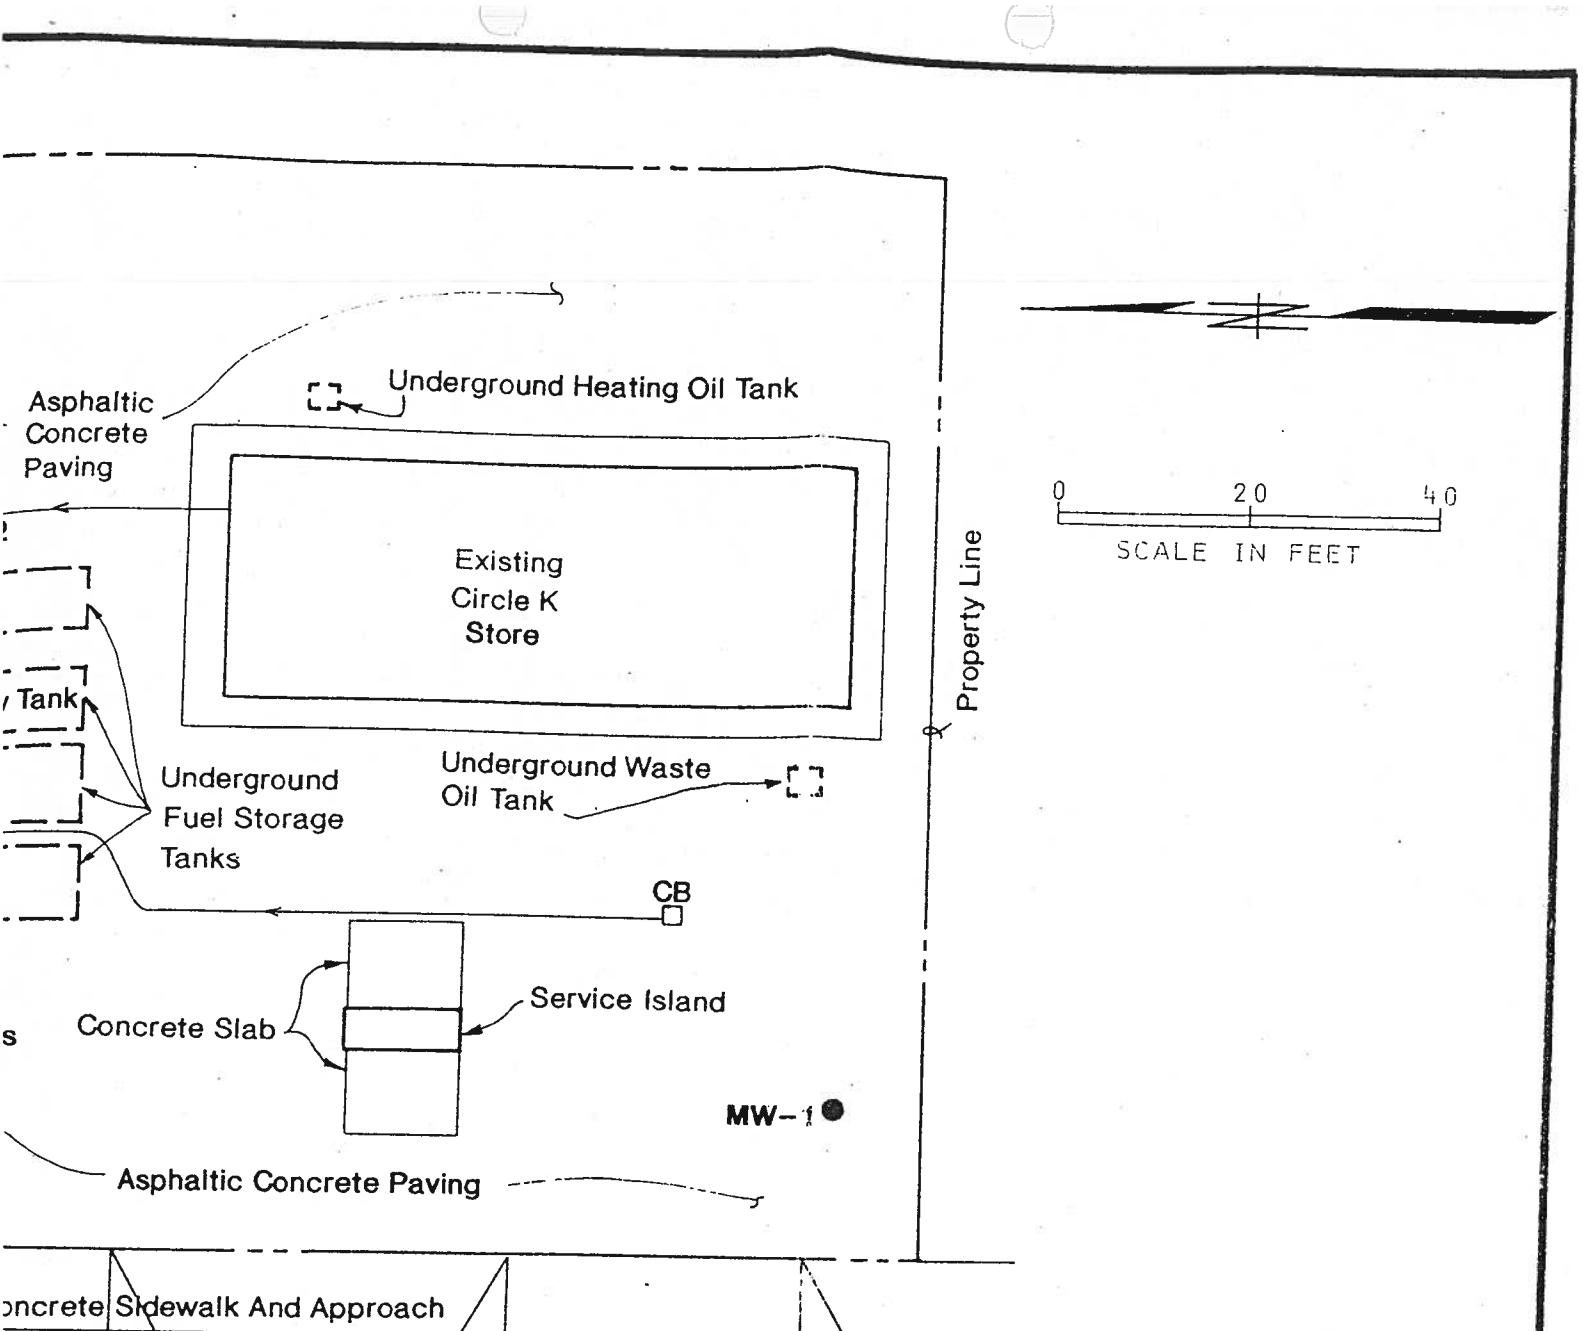 Underground Heating Oil Tank
Asphaltic
Concrete
Paving
0 20 40
SCALE IN FEET
Existing
Circle K
Store
Property Line
Tank
Underground Waste
Oil Tank
Underground
Fuel Storage
Tanks
CB
Service Island
Concrete Slab
s
MW-1
Asphaltic Concrete Paving
oncrete Sidewalk And Approach